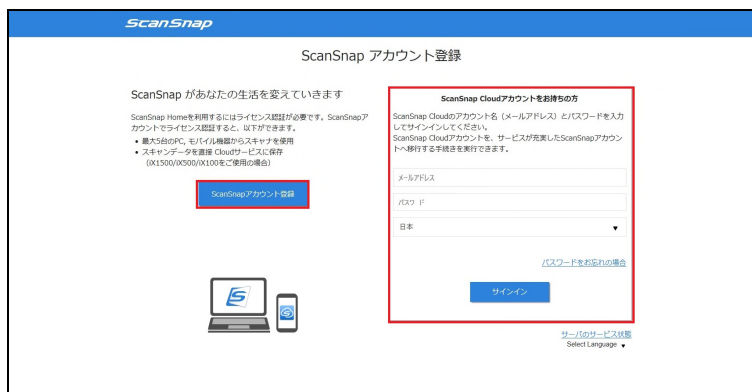 ScanSnap
ScanSnap アカウント登録
ScanSnap があなたの生活を変えていきます
ScanSnap Homeを利用するにはライセンス認証が必要です。ScanSnapア
カウントでライセンス認証すると、以下ができます。
• 最大5台のPC, モバイル機器からスキャナを使用
• スキャンデータを直接 Cloudサービスに保存
(iX1500/iX500/iX100をご使用の場合)
ScanSnapアカウント登録
ScanSnap Cloudアカウントをお持ちの方
ScanSnap Cloudのアカウント名（メールアドレス）とパスワードを入力
してサインインしてください。
ScanSnap Cloudアカウントを、サービスが充実したScanSnapアカウン
トへ移行する手続きを実行できます。
メールアドレス
パスワード
日本
パスワードをお忘れの場合
サインイン
サーバのサービス状態
Select Language